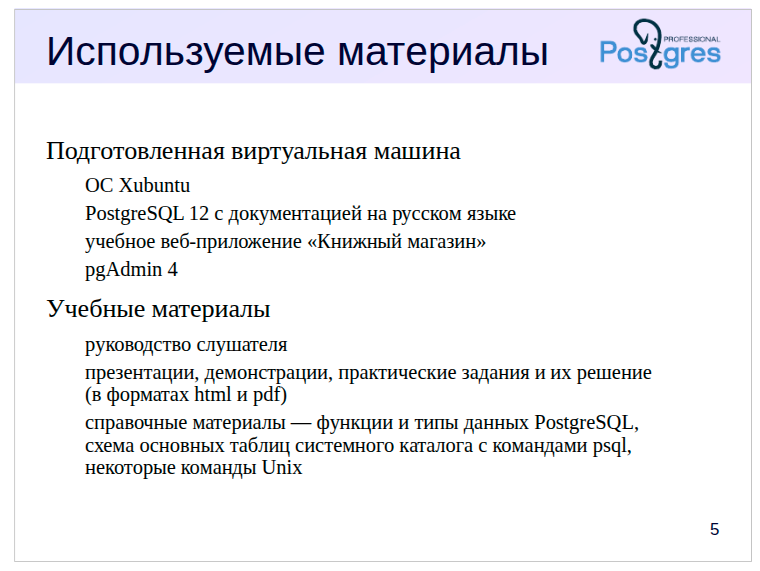 Используемые материалы
PROFESSIONAL
Postgres
Подготовленная виртуальная машина
ОС Xubuntu
PostgreSQL 12 с документацией на русском языке
учебное веб-приложение «Книжный магазин»
pgAdmin 4
Учебные материалы
руководство слушателя
презентации, демонстрации, практические задания и их решение
(в форматах html и pdf)
справочные материалы — функции и типы данных PostgreSQL,
схема основных таблиц системного каталога с командами psql,
некоторые команды Unix
5